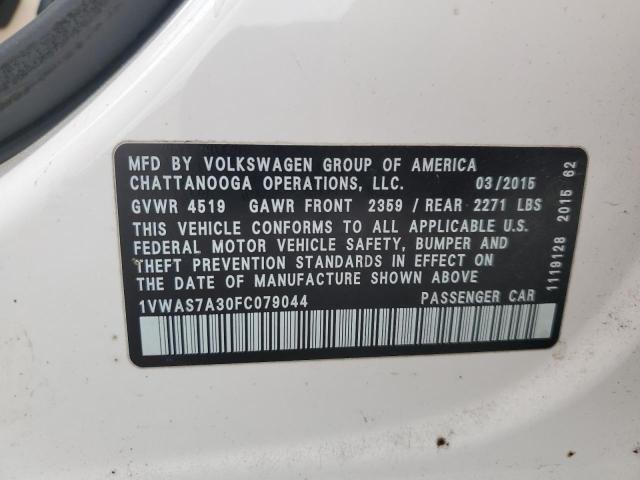 MFD BY VOLKSWAGEN GROUP OF AMERICA
CHATTANOOGA OPERATIONS, LLC. 03/2015
GVWR 4519 GAWR FRONT 2359 / REAR 2271 LBS
THIS VEHICLE CONFORMS TO ALL APPLICABLE U.S.
FEDERAL MOTOR VEHICLE SAFETY, BUMPER AND
THEFT PREVENTION STANDARDS IN EFFECT ON
THE DATE OF MANUFACTURE SHOWN ABOVE
1VWAS7A30FC079044 PASSENGER CAR
1119128 2015 62